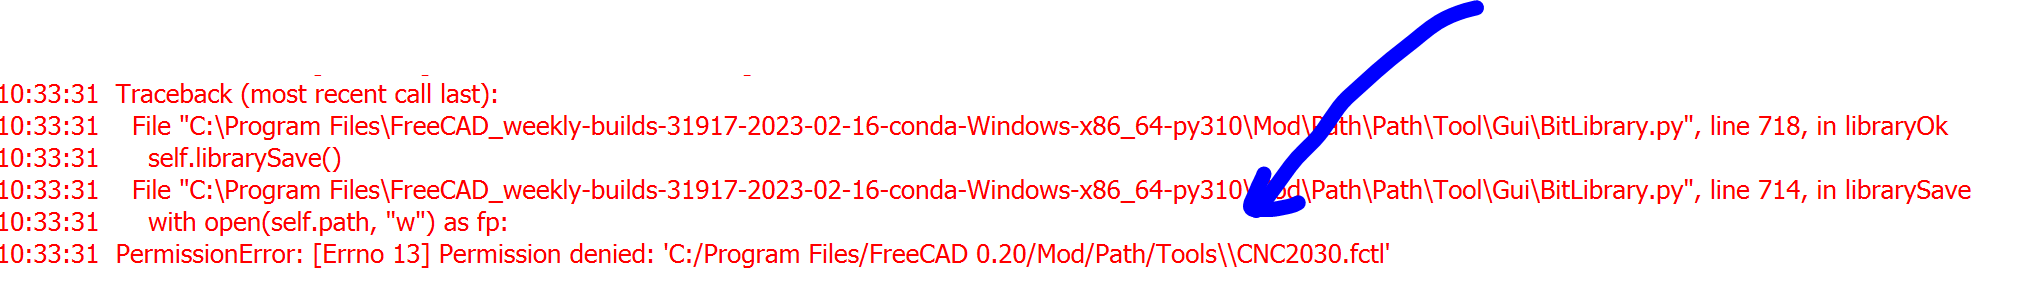 10:33:31 Traceback (most recent call last):
10:33:31 File "C:\Program Files\FreeCAD_weekly-builds-31917-2023-02-16-conda-Windows-x86_64-py310\Mod\Path\Path\Tool\Gui\BitLibrary.py", line 718, in libraryOk
10:33:31 self.librarySave()
10:33:31 File "C:\Program Files\FreeCAD_weekly-builds-31917-2023-02-16-conda-Windows-x86_64-py310\Mod\Path\Path\Tool\Gui\BitLibrary.py", line 714, in librarySave
10:33:31 with open(self.path, "w") as fp:
10:33:31 PermissionError: [Errno 13] Permission denied: 'C:/Program Files/FreeCAD 0.20/Mod/Path/Tools\\CNC2030.fctl'